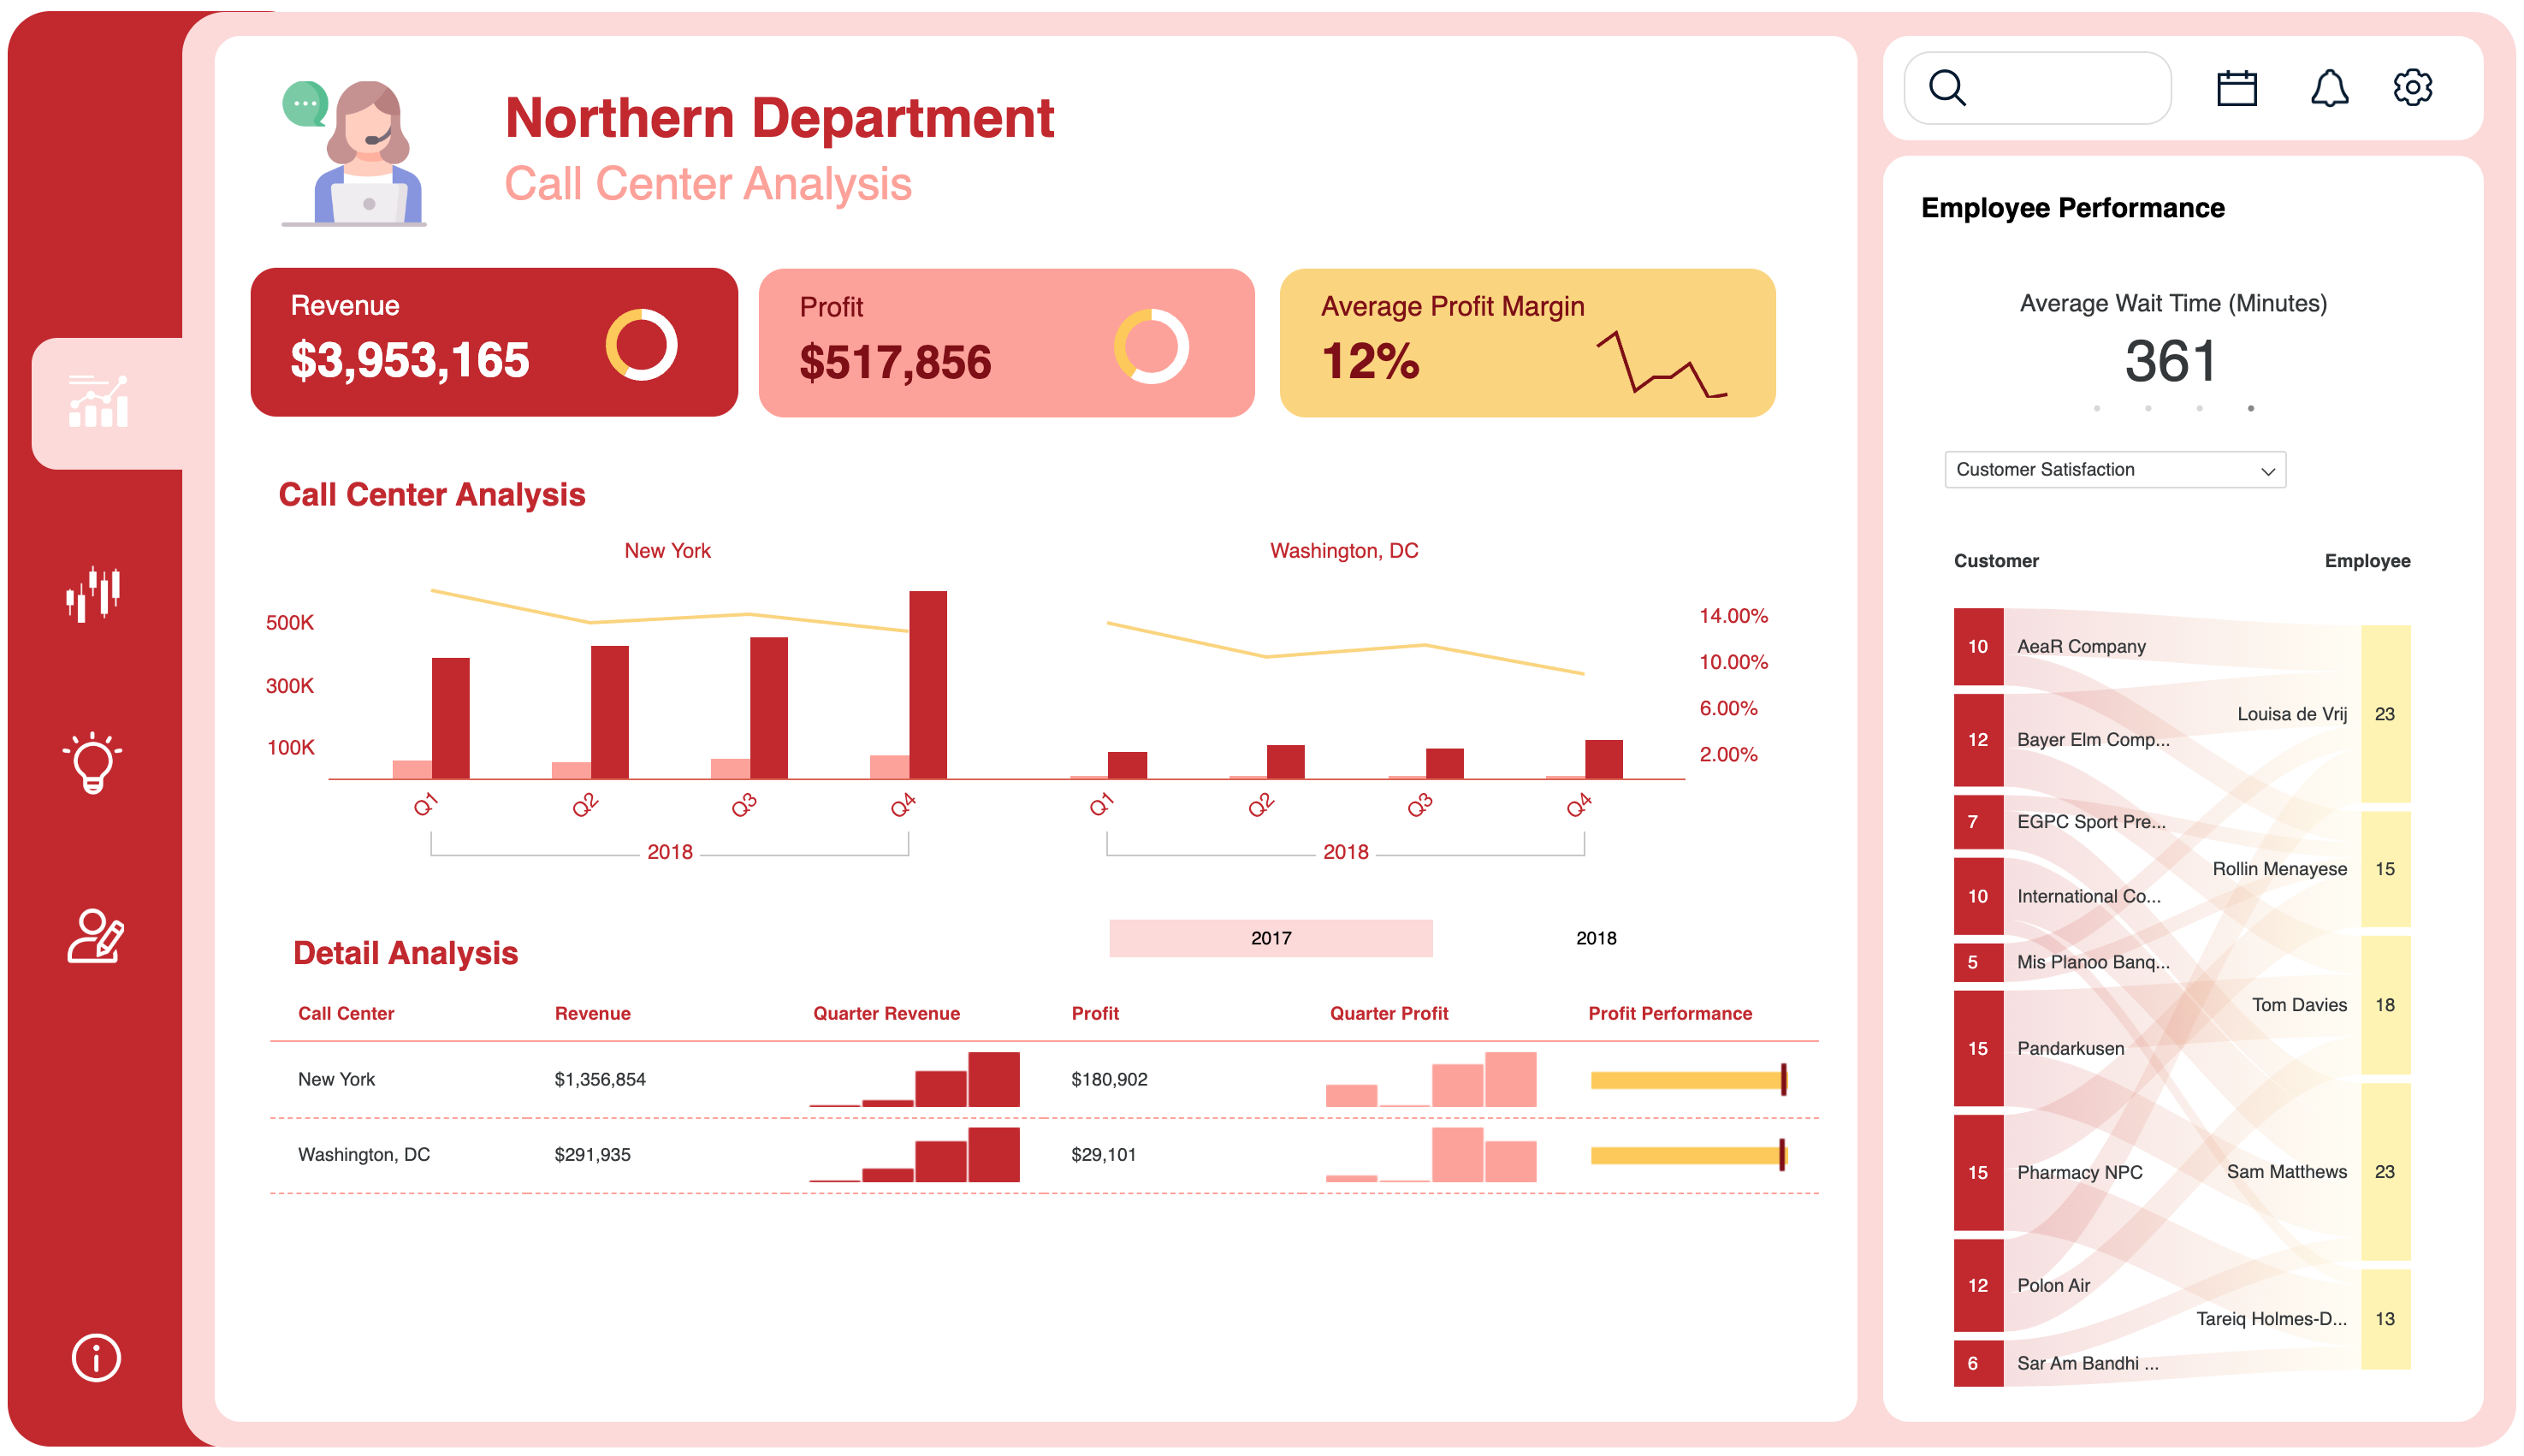 Northern Department
Call Center Analysis
Revenue
$3,953,165
Profit
$517,856
Average Profit Margin
12%
Call Center Analysis
New York
Washington, DC
500K
300K
100K
14.00%
10.00%
6.00%
2.00%
Q1 Q2 Q3 Q4 Q1 Q2 Q3 Q4
2018 2018
2017 2018
Detail Analysis
Call Center Revenue Quarter Revenue Profit Quarter Profit Profit Performance
New York $1,356,854 $180,902
Washington, DC $291,935 $29,101
Employee Performance
Average Wait Time (Minutes)
361
Customer Satisfaction
Customer Employee
10 AeaR Company
12 Bayer Elm Comp...
7 EGPC Sport Pre...
10 International Co...
5 Mis Planoo Banq...
15 Pandarkusen
15 Pharmacy NPC
12 Polon Air
6 Sar Am Bandhi ...
Louisa de Vrij 23
Rollin Menayese 15
Tom Davies 18
Sam Matthews 23
Tareiq Holmes-D... 13